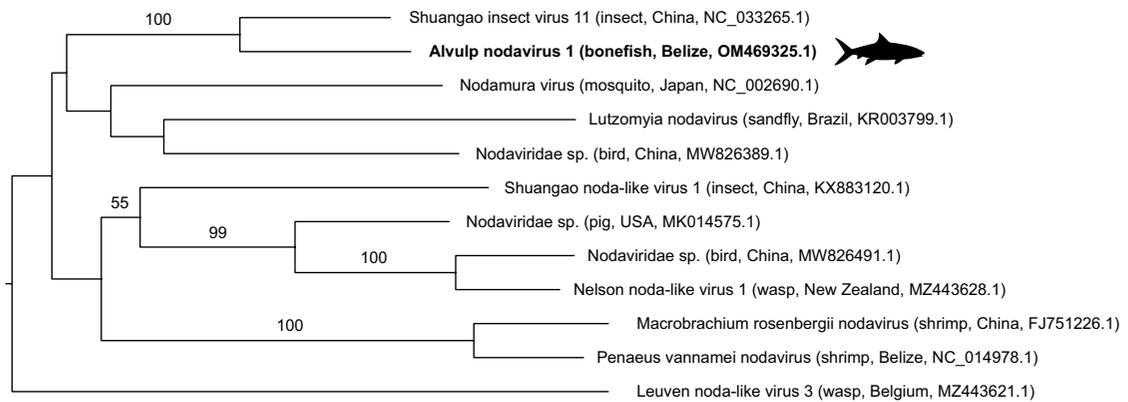 100
Shuangao insect virus 11 (insect, China, NC_033265.1)
Alvulp nodavirus 1 (bonefish, Belize, OM469325.1)
Nodamura virus (mosquito, Japan, NC_002690.1)
Lutzomyia nodavirus (sandfly, Brazil, KR003799.1)
Nodaviridae sp. (bird, China, MW826389.1)
Shuangao noda-like virus 1 (insect, China, KX883120.1)
55
Nodaviridae sp. (pig, USA, MK014575.1)
99
Nodaviridae sp. (bird, China, MW826491.1)
100
Nelson noda-like virus 1 (wasp, New Zealand, MZ443628.1)
Macrobrachium rosenbergii nodavirus (shrimp, China, FJ751226.1)
100
Penaeus vannamei nodavirus (shrimp, Belize, NC_014978.1)
Leuven noda-like virus 3 (wasp, Belgium, MZ443621.1)